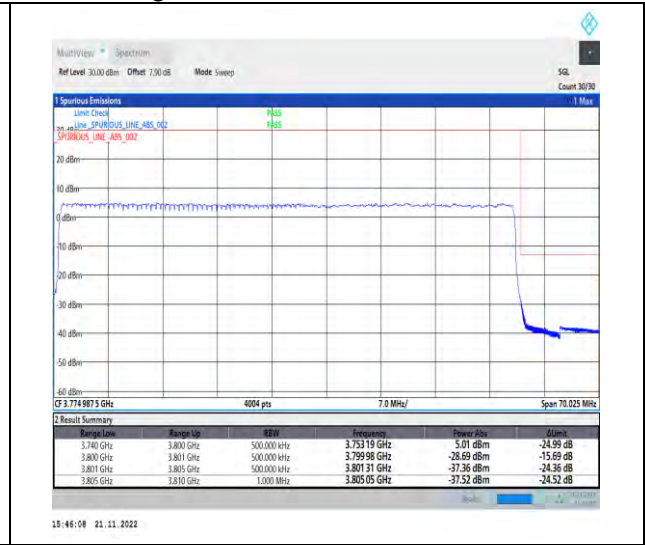 MultiView Spectrum
Ref Level 30.00 dBm Offset 7.90 dB Mode Sweep SGL
Count 30/30
1 Spurious Emissions 1 Max
Limit Check PASS
Line _SPURIOUS_LINE_ABS_002 PASS
_SPURIOUS_LINE_ABS_002
20 dBm
10 dBm
0 dBm
-10 dBm
-20 dBm
-30 dBm
-40 dBm
-50 dBm
-60 dBm
CF 3.774 987 5 GHz 4004 pts 7.0 MHz/ Span 70.025 MHz
2 Result Summary
Range Low Range Up RBW Frequency Power Abs ΔLimit
3.740 GHz 3.800 GHz 500.000 kHz 3.753 19 GHz 5.01 dBm -24.99 dB
3.800 GHz 3.801 GHz 500.000 kHz 3.799 98 GHz -28.69 dBm -15.69 dB
3.801 GHz 3.805 GHz 500.000 kHz 3.801 31 GHz -37.36 dBm -24.36 dB
3.805 GHz 3.810 GHz 1.000 MHz 3.805 05 GHz -37.52 dBm -24.52 dB
15:46:08 21.11.2022